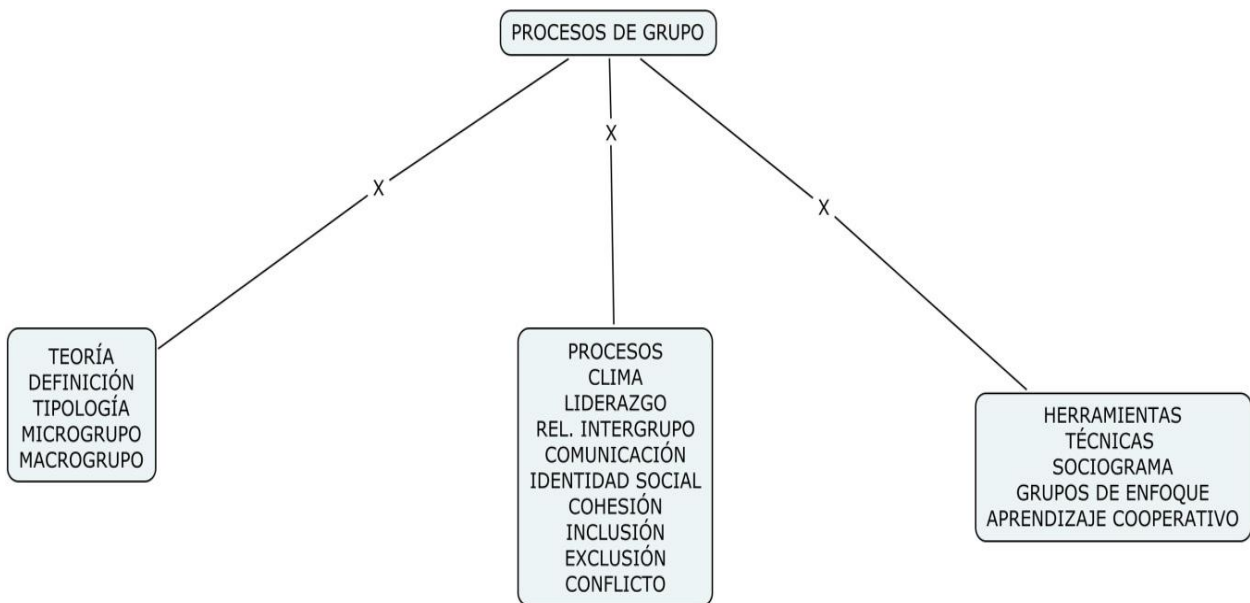 PROCESOS DE GRUPO
X
X
X
TEORÍA
DEFINICIÓN
TIPOLOGÍA
MICROGRUPO
MACROGRUPO
PROCESOS
CLIMA
LIDERAZGO
REL. INTERGRUPO
COMUNICACIÓN
IDENTIDAD SOCIAL
COHESIÓN
INCLUSIÓN
EXCLUSIÓN
CONFLICTO
HERRAMIENTAS
TÉCNICAS
SOCIOGRAMA
GRUPOS DE ENFOQUE
APRENDIZAJE COOPERATIVO